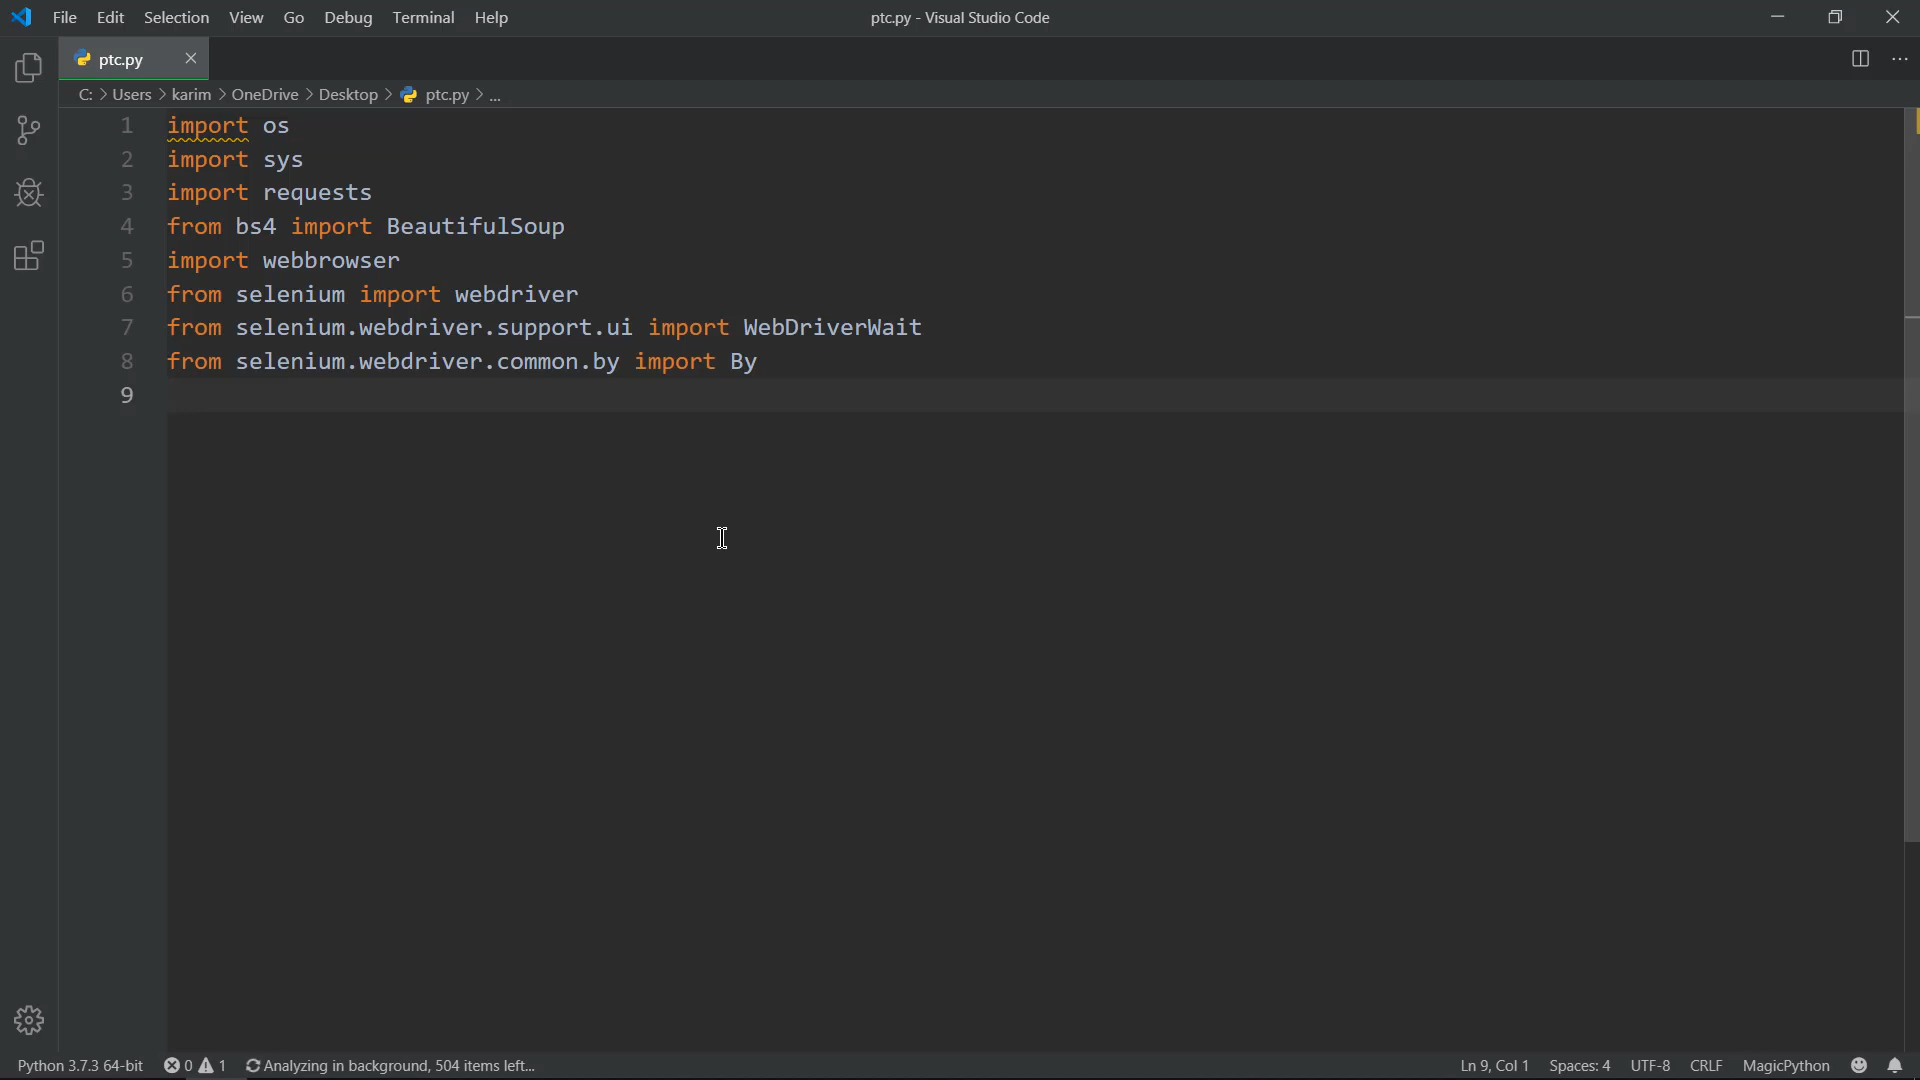 File Edit Selection View Go Debug Terminal Help ptc.py - Visual Studio Code
ptc.py
C: > Users > karim > OneDrive > Desktop > ptc.py > ...
1 import os
2 import sys
3 import requests
4 from bs4 import BeautifulSoup
5 import webbrowser
6 from selenium import webdriver
7 from selenium.webdriver.support.ui import WebDriverWait
8 from selenium.webdriver.common.by import By
9
Python 3.7.3 64-bit 0 1 Analyzing in background, 504 items left... Ln 9, Col 1 Spaces: 4 UTF-8 CRLF MagicPython